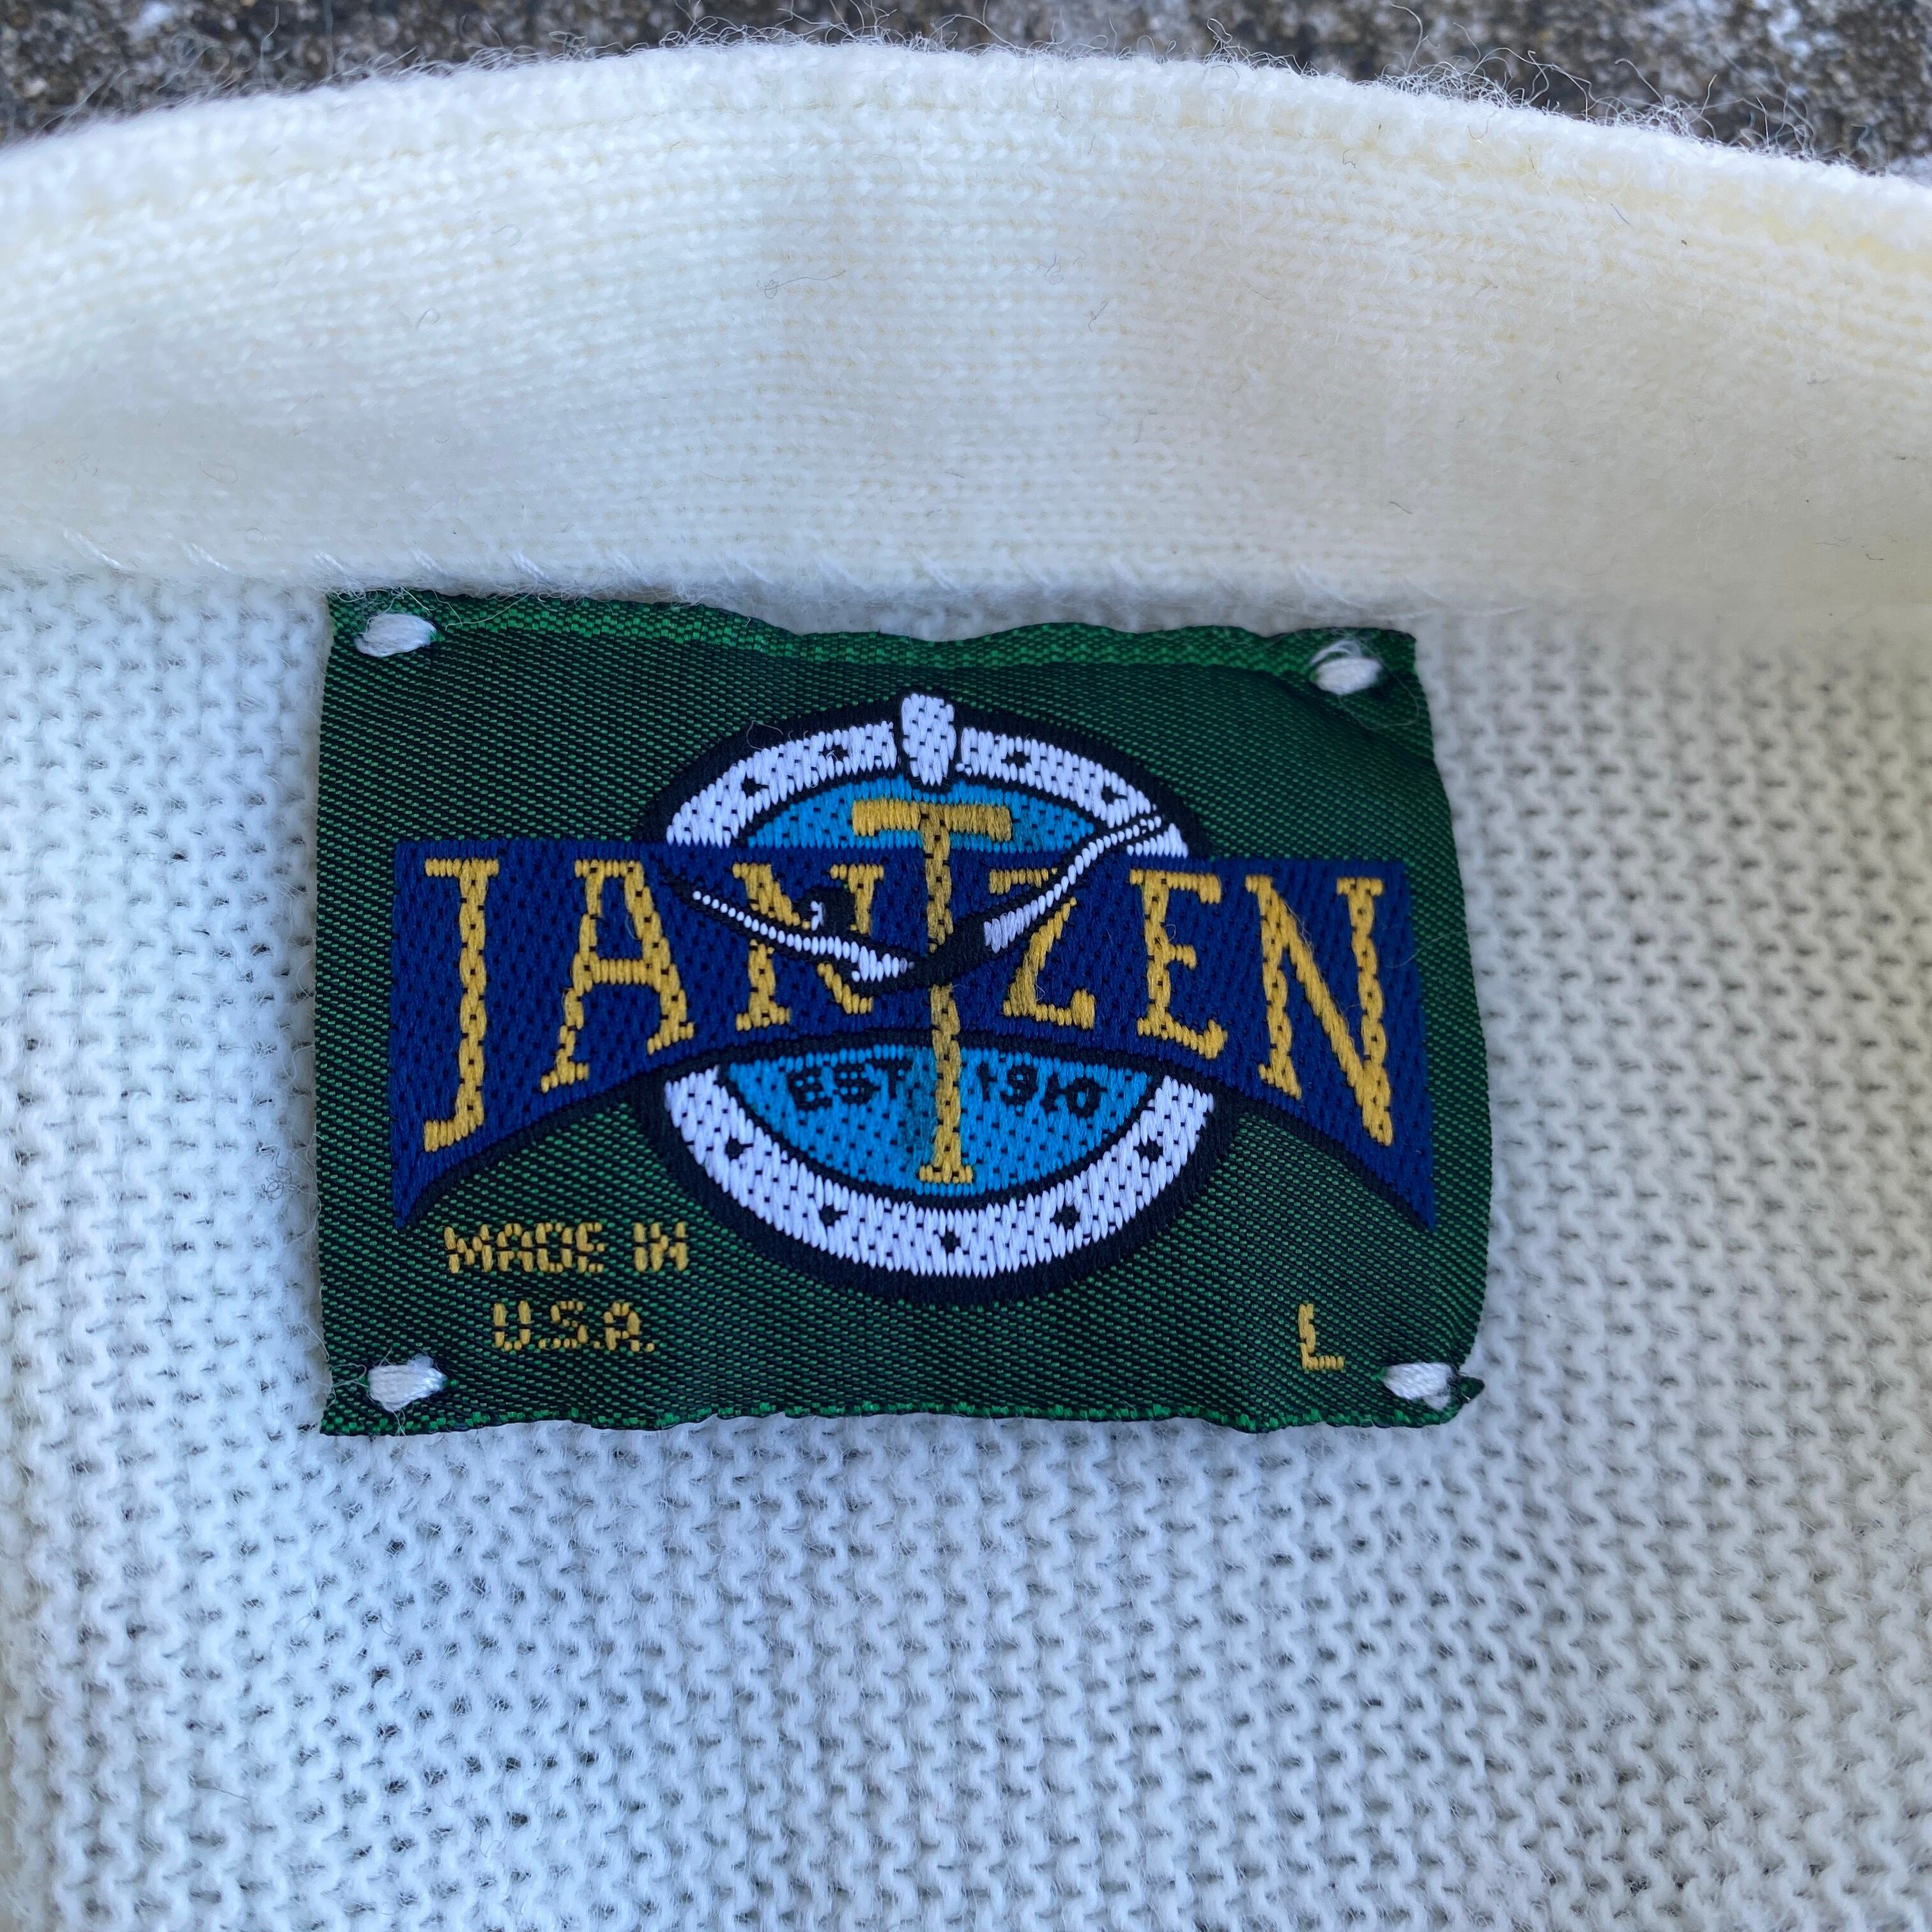 JANTZEN
EST 1910
MADE IN
U.S.A.
L